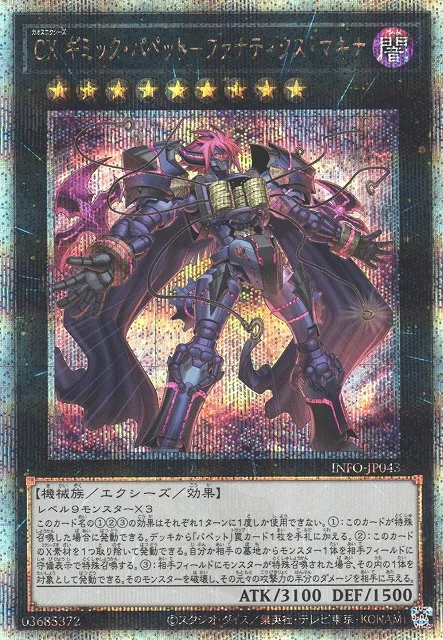 カオスエクシーズ
CX ギミック・パペット－ファナティクス・マキナ
闇
INFO-JP043
【機械族／エクシーズ／効果】
レベル９モンスター×３
このカード名の①②③の効果はそれぞれ１ターンに１度しか使用できない。①：このカードが特殊
召喚した場合に発動できる。デッキから「パペット」罠カード１枚を手札に加える。②：このカード
のX素材を１つ取り除いて発動できる。自分か相手の墓地からモンスター１体を相手フィールド
に守備表示で特殊召喚する。③：相手フィールドにモンスターが特殊召喚された場合、その内の１体を
対象として発動できる。そのモンスターを破壊し、その元々の攻撃力の半分のダメージを相手に与える。
ATK/3100 DEF/1500
03685372
©スタジオ・ダイス／集英社・テレビ東京・KONAMI